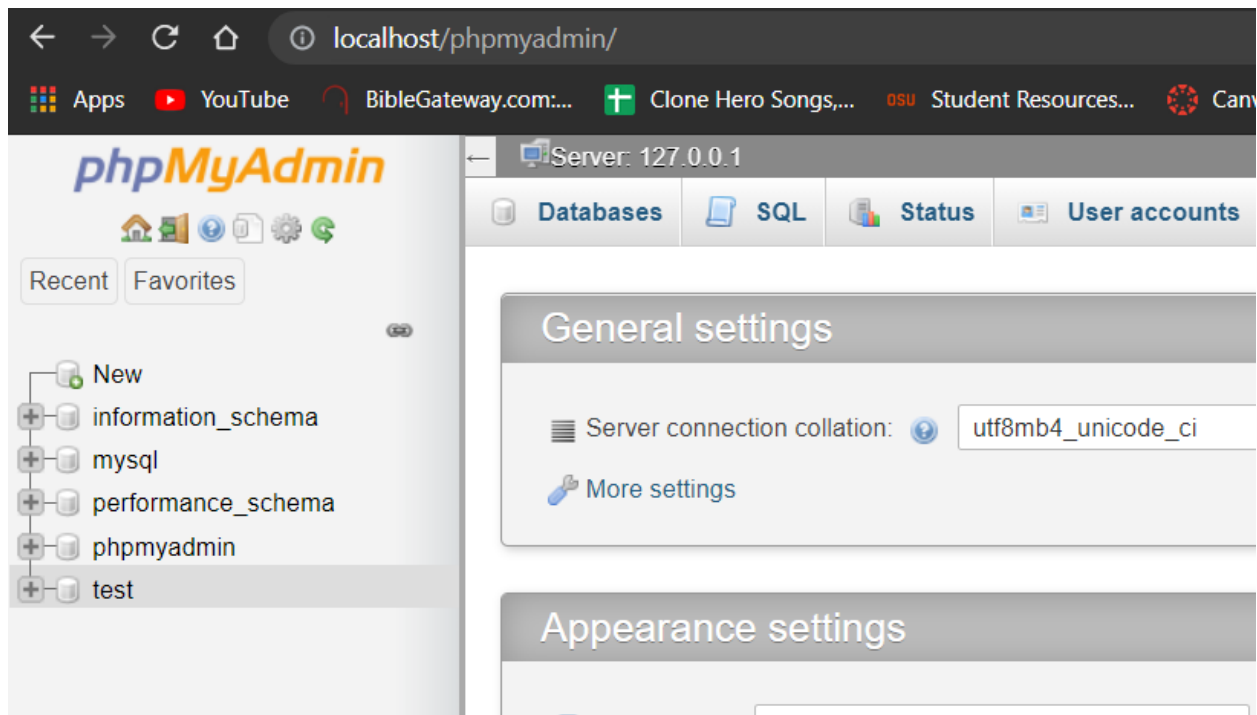 localhost/phpmyadmin/
Apps YouTube BibleGateway.com:... Clone Hero Songs,... OSU Student Resources... Canv
phpMyAdmin
Recent Favorites
New
information_schema
mysql
performance_schema
phpmyadmin
test
Server: 127.0.0.1
Databases SQL Status User accounts
General settings
Server connection collation: utf8mb4_unicode_ci
More settings
Appearance settings